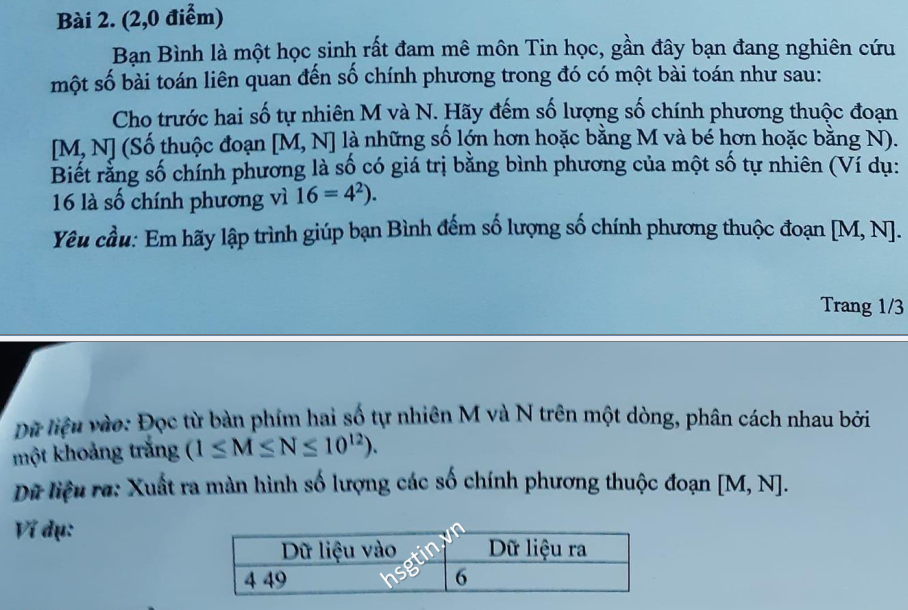 Bài 2. (2,0 điểm)
Bạn Bình là một học sinh rất đam mê môn Tin học, gần đây bạn đang nghiên cứu
một số bài toán liên quan đến số chính phương trong đó có một bài toán như sau:
Cho trước hai số tự nhiên M và N. Hãy đếm số lượng số chính phương thuộc đoạn
[M, N] (Số thuộc đoạn [M, N] là những số lớn hơn hoặc bằng M và bé hơn hoặc bằng N).
Biết rằng số chính phương là số có giá trị bằng bình phương của một số tự nhiên (Ví dụ:
16 là số chính phương vì 16 = 4²).
Yêu cầu: Em hãy lập trình giúp bạn Bình đếm số lượng số chính phương thuộc đoạn [M, N].
Trang 1/3
Dữ liệu vào: Đọc từ bàn phím hai số tự nhiên M và N trên một dòng, phân cách nhau bởi
một khoảng trắng (1 ≤ M ≤ N ≤ 10¹²).
Dữ liệu ra: Xuất ra màn hình số lượng các số chính phương thuộc đoạn [M, N].
Ví dụ:
Dữ liệu vào Dữ liệu ra
4 49 6
hsgtin.vn